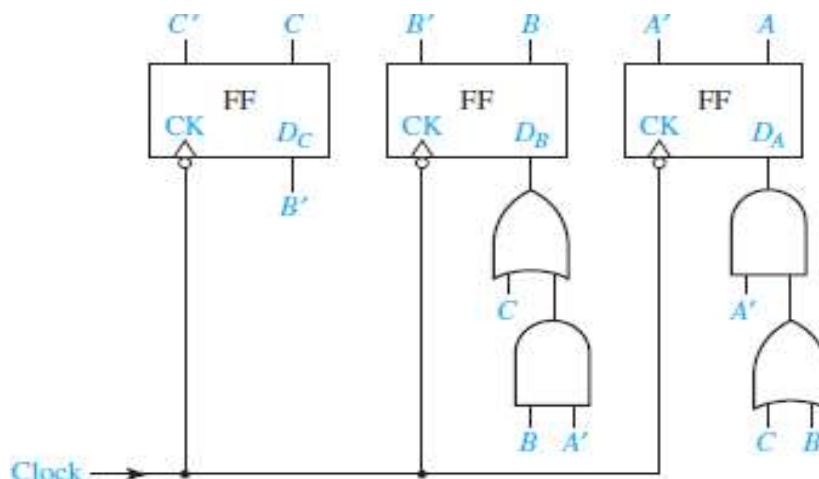 C′ C B′ B A′ A
FF FF FF
CK D_C CK D_B CK D_A
B′
C A′
B A′ C B
Clock